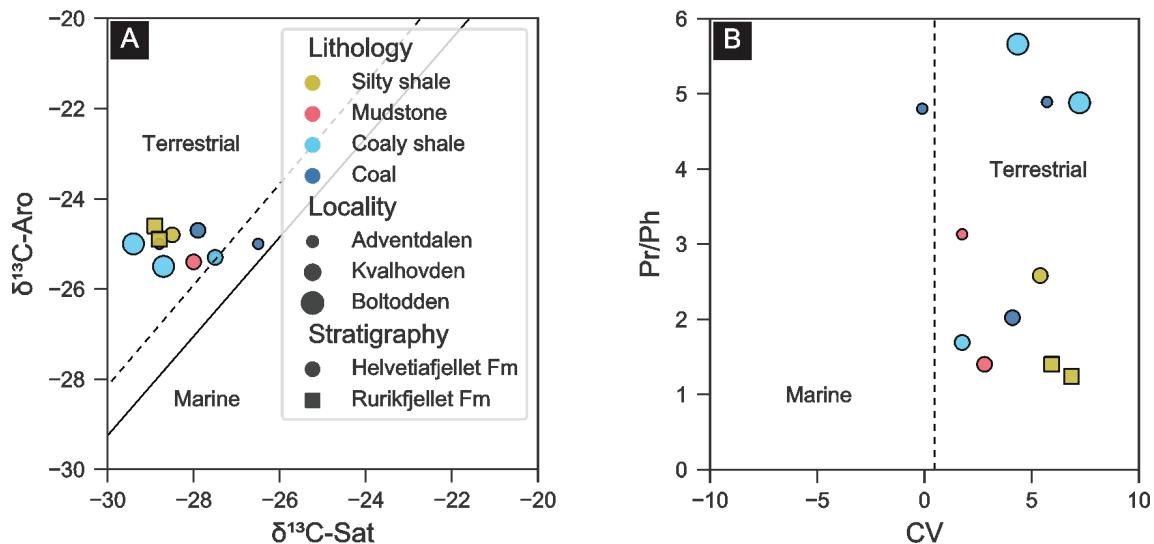 A
−20
−22
−24
−26
−28
−30
δ¹³C-Aro
Terrestrial
Marine
Lithology
Silty shale
Mudstone
Coaly shale
Coal
Locality
Adventdalen
Kvalhovden
Boltodden
Stratigraphy
Helvetiafjellet Fm
Rurikfjellet Fm
−30
−28
−26
−24
−22
−20
δ¹³C-Sat
B
6
5
4
3
2
1
0
Pr/Ph
Terrestrial
Marine
−10
−5
0
5
10
CV